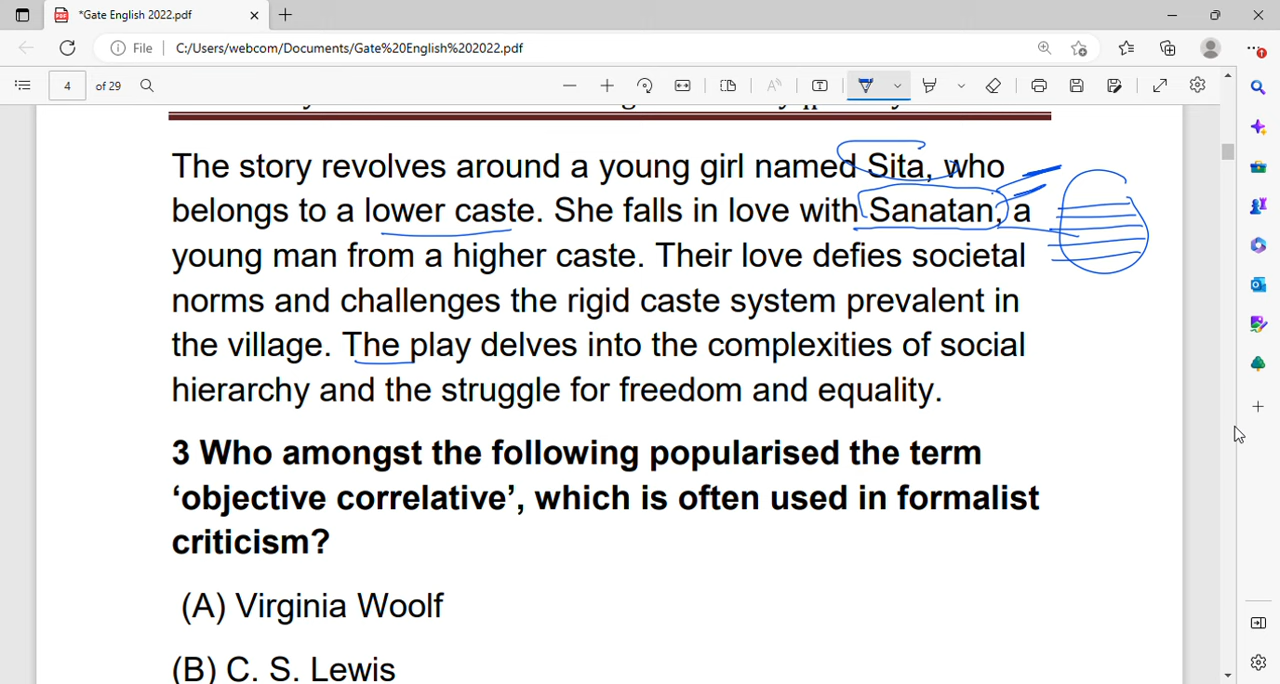 *Gate English 2022.pdf
File
C:/Users/webcom/Documents/Gate%20English%202022.pdf
4
of 29
The story revolves around a young girl named Sita, who
belongs to a lower caste. She falls in love with Sanatan, a
young man from a higher caste. Their love defies societal
norms and challenges the rigid caste system prevalent in
the village. The play delves into the complexities of social
hierarchy and the struggle for freedom and equality.
3 Who amongst the following popularised the term
‘objective correlative’, which is often used in formalist
criticism?
(A) Virginia Woolf
(B) C. S. Lewis